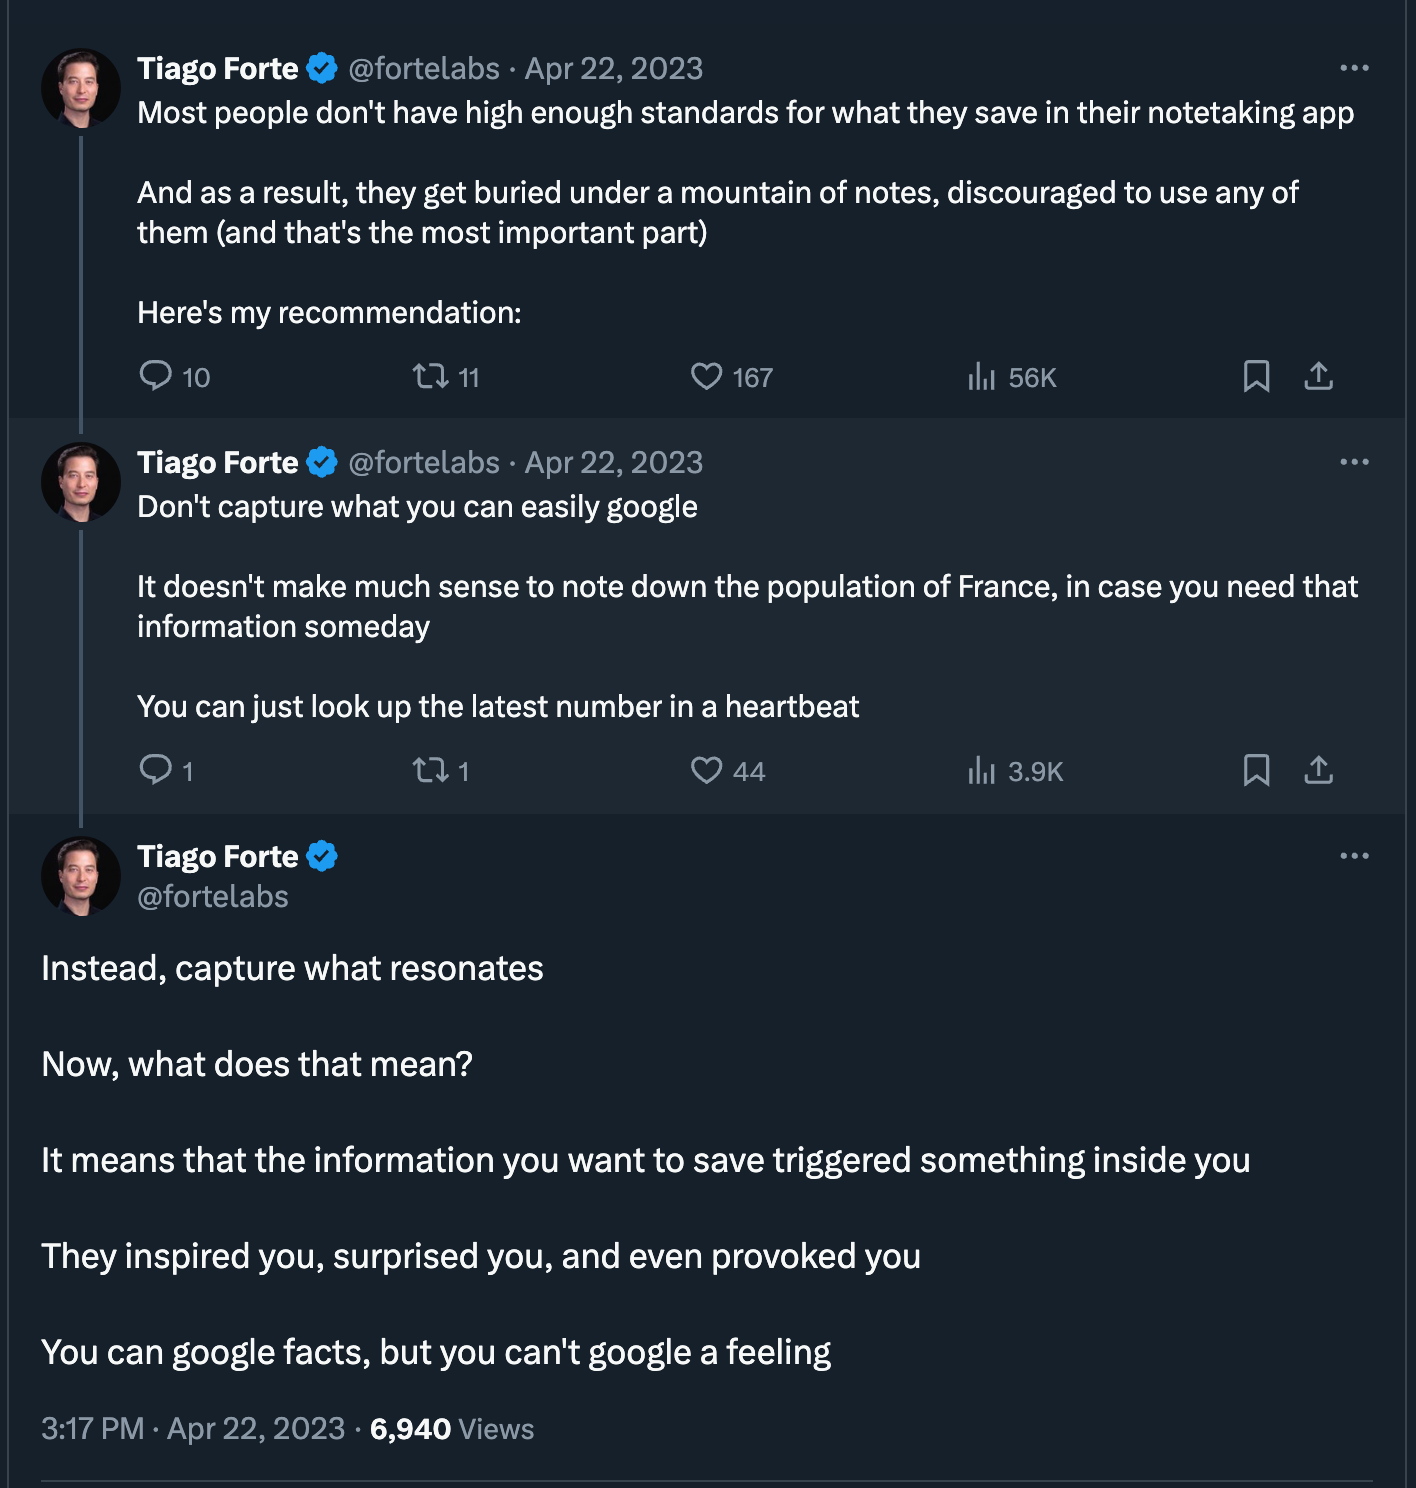 Tiago Forte @fortelabs · Apr 22, 2023
Most people don't have high enough standards for what they save in their notetaking app
And as a result, they get buried under a mountain of notes, discouraged to use any of
them (and that's the most important part)
Here's my recommendation:
10 11 167 56K
Tiago Forte @fortelabs · Apr 22, 2023
Don't capture what you can easily google
It doesn't make much sense to note down the population of France, in case you need that
information someday
You can just look up the latest number in a heartbeat
1 1 44 3.9K
Tiago Forte
@fortelabs
Instead, capture what resonates
Now, what does that mean?
It means that the information you want to save triggered something inside you
They inspired you, surprised you, and even provoked you
You can google facts, but you can't google a feeling
3:17 PM · Apr 22, 2023 · 6,940 Views